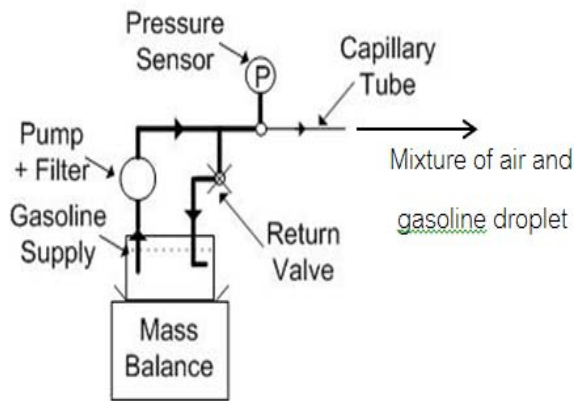 Pressure
Sensor
P
Capillary
Tube
Pump
+ Filter
Mixture of air and
gasoline droplet
Gasoline
Supply
Return
Valve
Mass
Balance